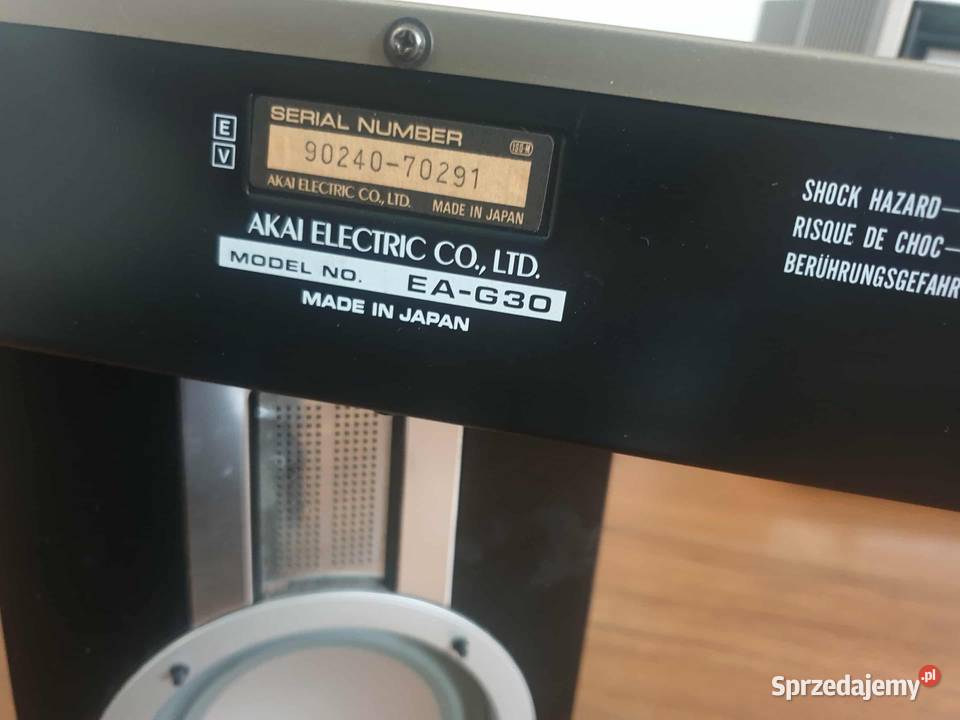 E
V
SERIAL NUMBER
90240-70291
AKAI ELECTRIC CO., LTD. MADE IN JAPAN
AKAI ELECTRIC CO., LTD.
MODEL NO. EA-G30
MADE IN JAPAN
SHOCK HAZARD—
RISQUE DE CHOC—
BERÜHRUNGSGEFAHR
Sprzedajemy.pl